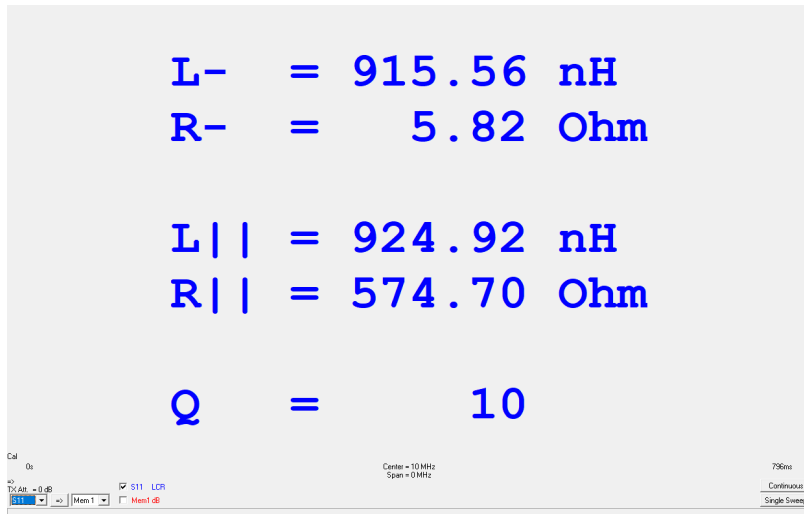 L- = 915.56 nH
R- = 5.82 Ohm
L|| = 924.92 nH
R|| = 574.70 Ohm
Q = 10
Cal
0s Center = 10 MHz 796ms
Span = 0 MHz
=>
TX Att. = 0 dB S11 LCR Continuous
S11 => Mem 1 Mem1 dB Single Sweep